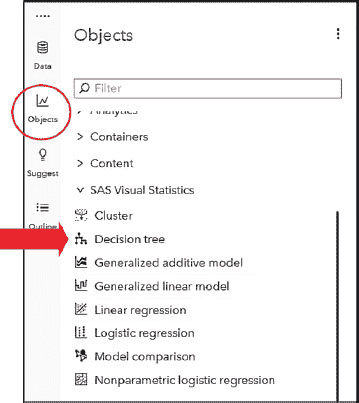 Objects
Data
Filter
Objects
Analytics
Containers
Content
Suggest
SAS Visual Statistics
Cluster
Outline
Decision tree
Generalized additive model
Generalized linear model
Linear regression
Logistic regression
Model comparison
Nonparametric logistic regression